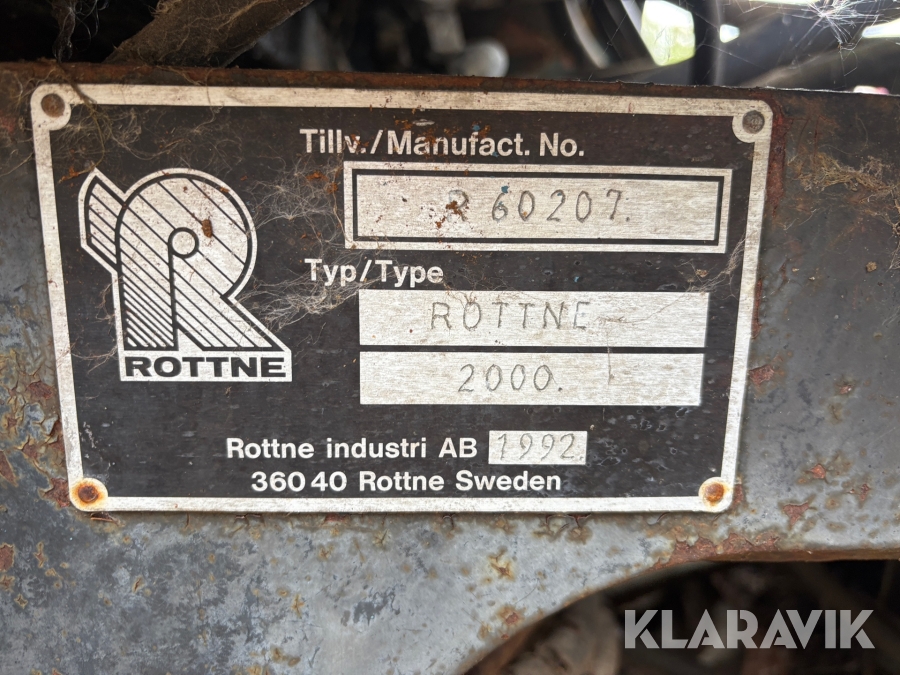 Tillv./Manufact. No.
R 60207.
Typ/Type
ROTTNE
2000.
ROTTNE
Rottne industri AB 1992.
360 40 Rottne Sweden
KLARAVIK